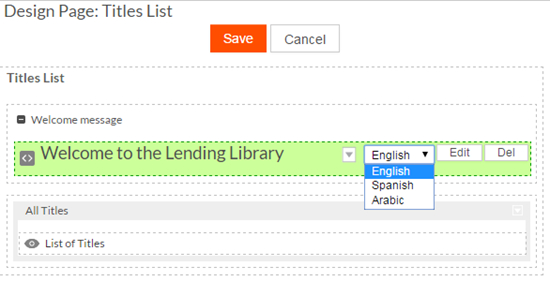 Design Page: Titles List
Save Cancel
Titles List
Welcome message
Welcome to the Lending Library English Edit Del
English
Spanish
Arabic
All Titles
List of Titles